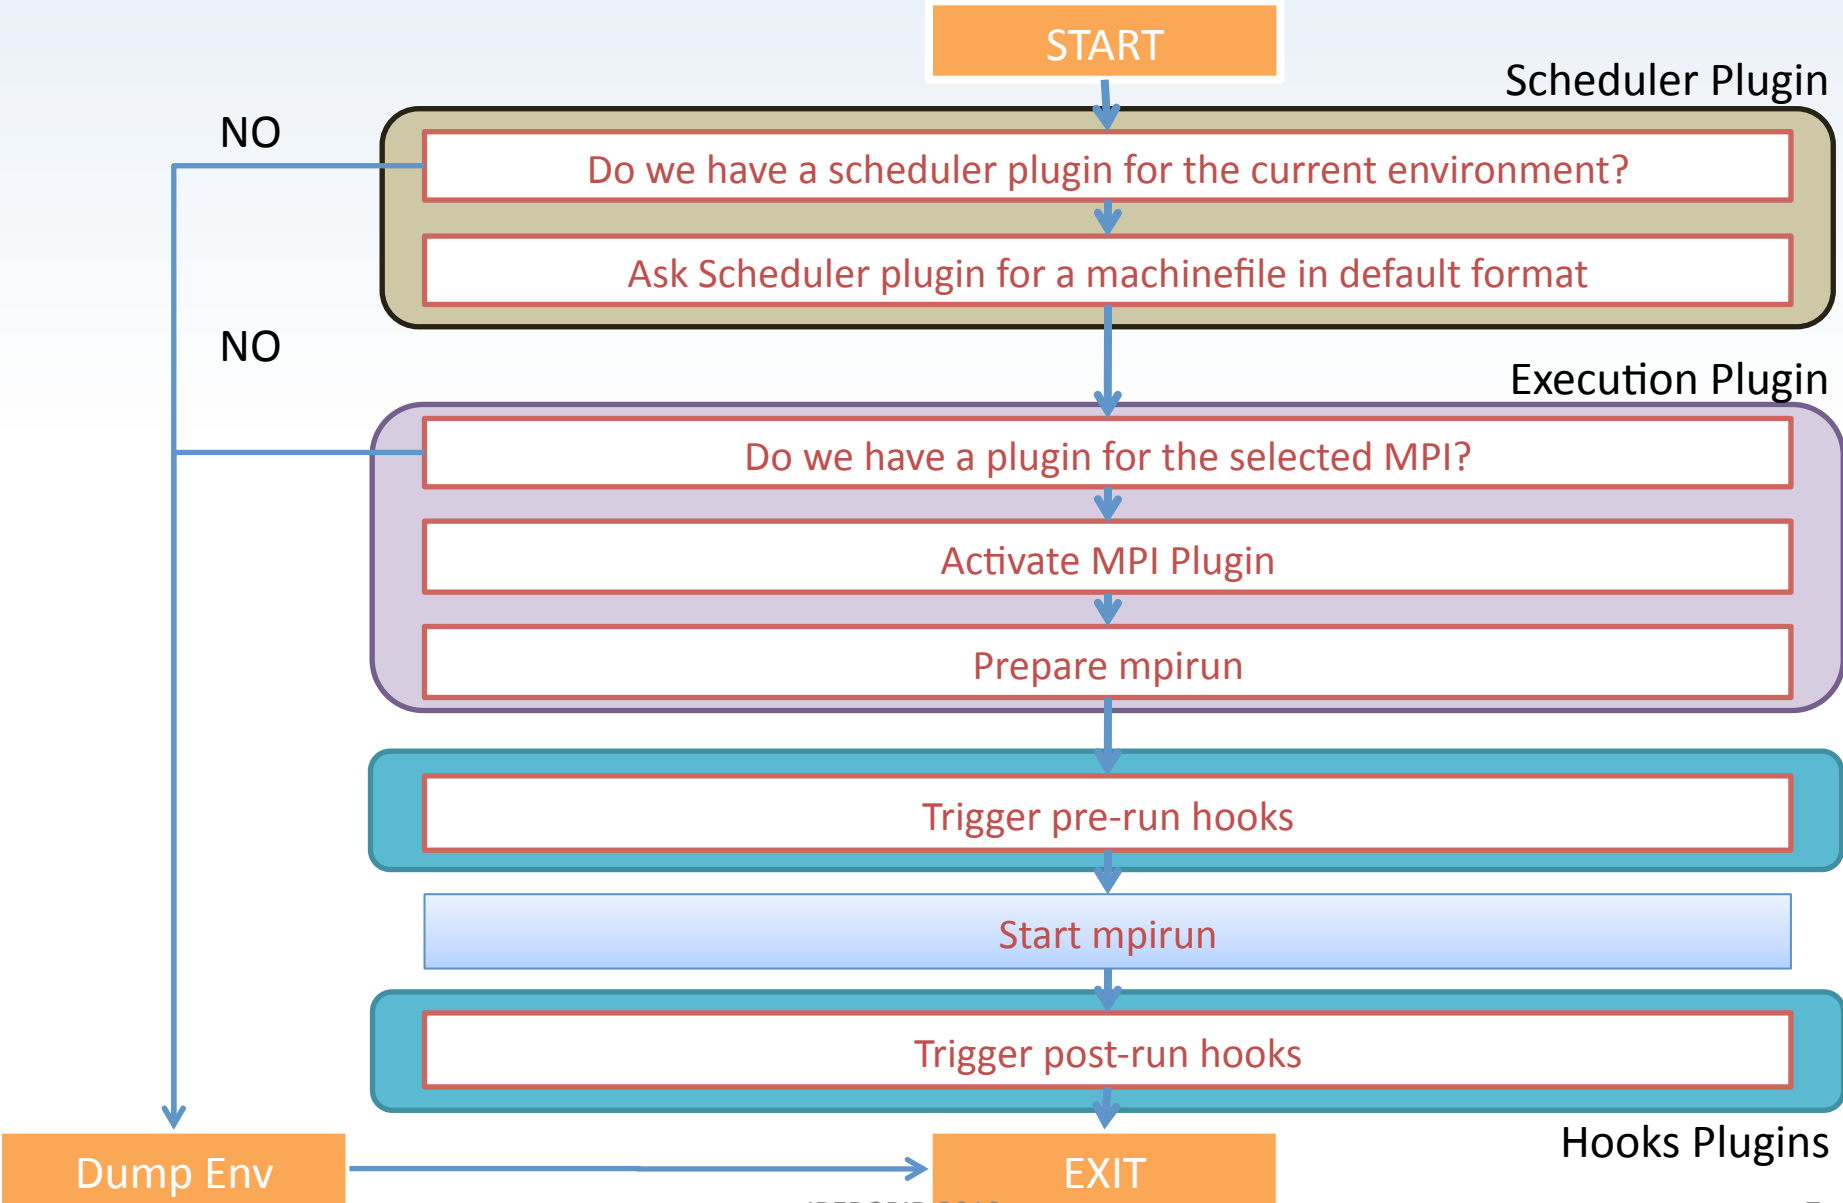 START
Scheduler Plugin
NO
Do we have a scheduler plugin for the current environment?
Ask Scheduler plugin for a machinefile in default format
NO
Execution Plugin
Do we have a plugin for the selected MPI?
Activate MPI Plugin
Prepare mpirun
Trigger pre-run hooks
Start mpirun
Trigger post-run hooks
Hooks Plugins
Dump Env
EXIT